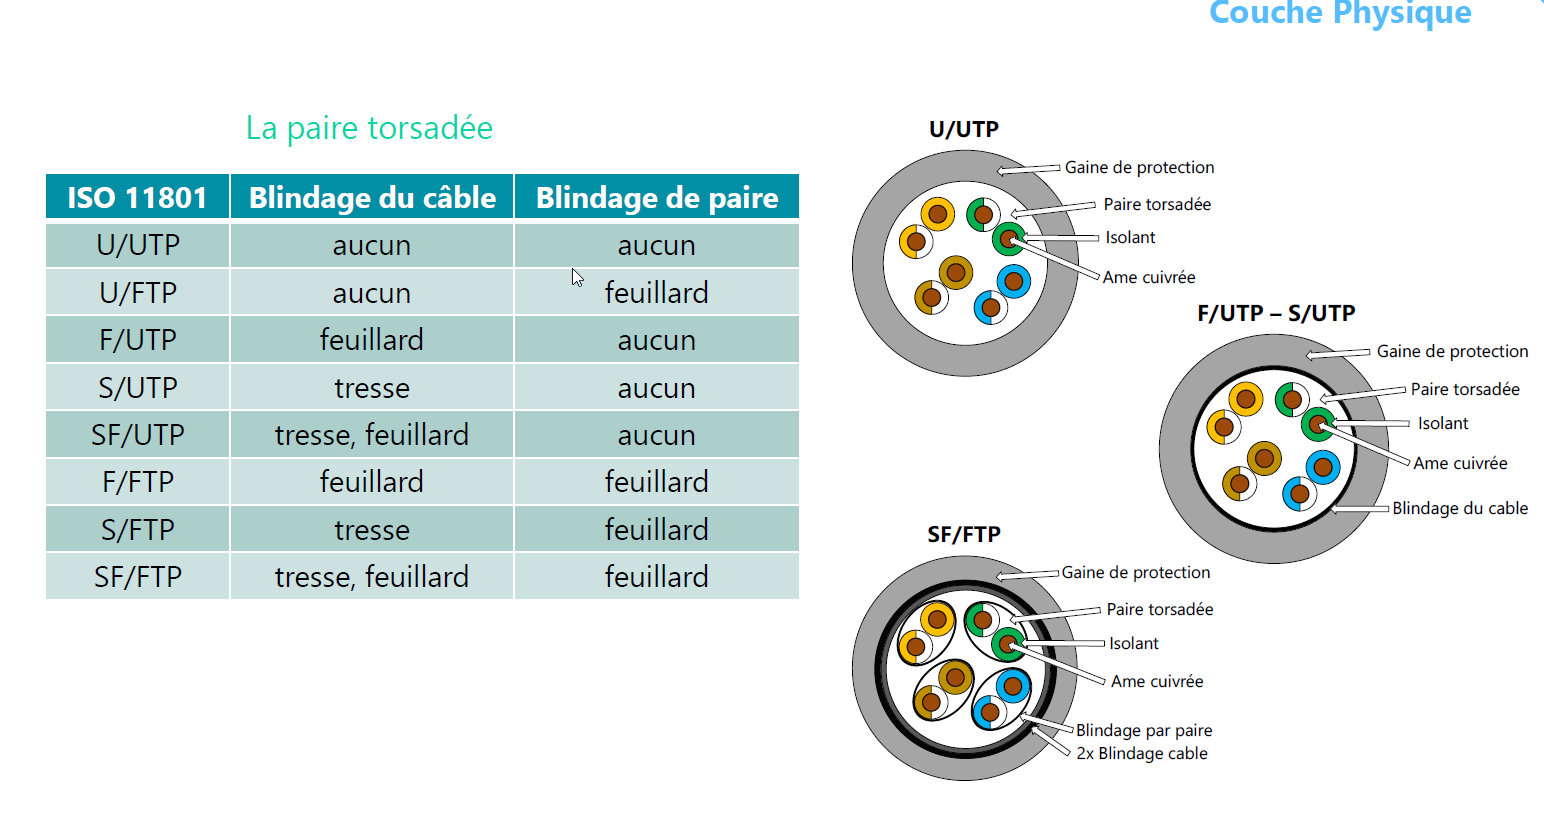 Couche Physique
La paire torsadée
ISO 11801 Blindage du câble Blindage de paire
U/UTP aucun aucun
U/FTP aucun feuillard
F/UTP feuillard aucun
S/UTP tresse aucun
SF/UTP tresse, feuillard aucun
F/FTP feuillard feuillard
S/FTP tresse feuillard
SF/FTP tresse, feuillard feuillard
U/UTP
Gaine de protection
Paire torsadée
Isolant
Ame cuivrée
F/UTP – S/UTP
Gaine de protection
Paire torsadée
Isolant
Ame cuivrée
Blindage du cable
SF/FTP
Gaine de protection
Paire torsadée
Isolant
Ame cuivrée
Blindage par paire
2x Blindage cable